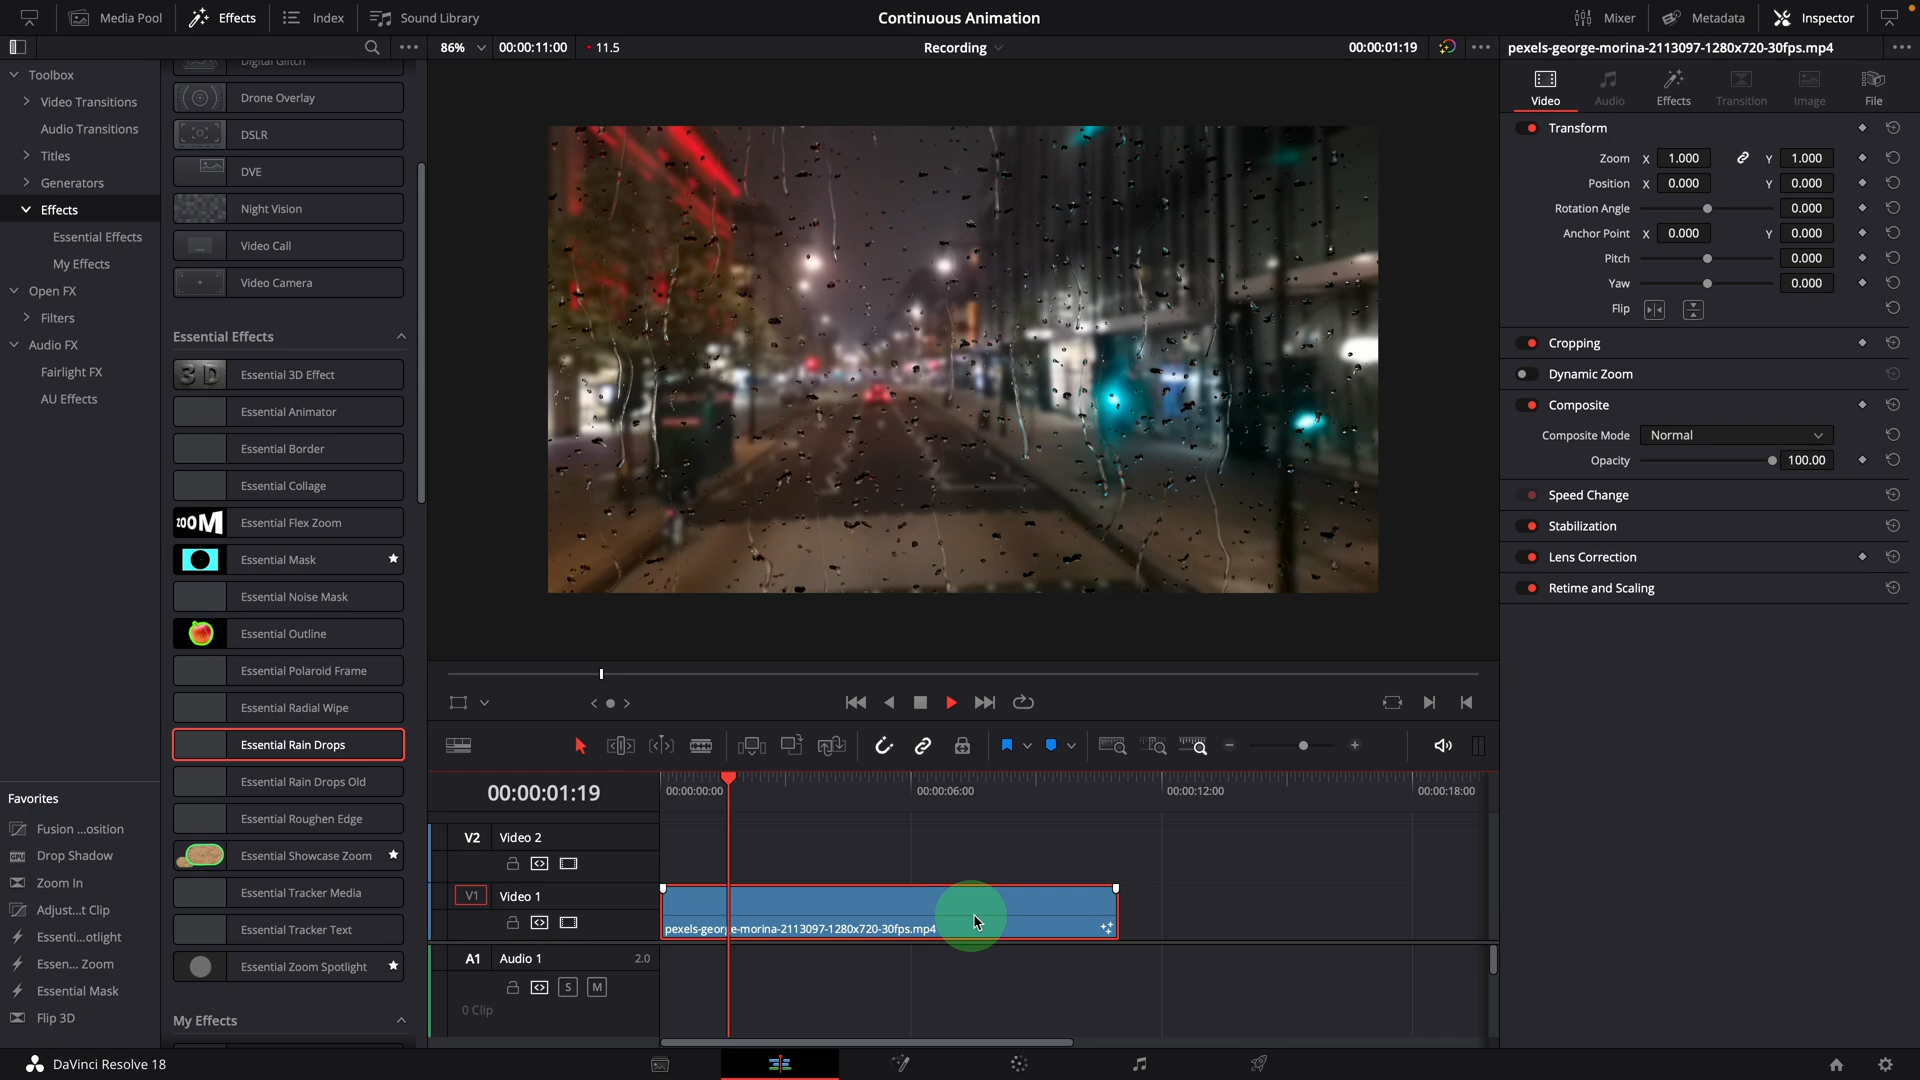 Media Pool
Effects
Index
Sound Library
Continuous Animation
Mixer
Metadata
Inspector
86%
00:00:11:00
11.5
Recording
00:00:01:19
pexels-george-morina-2113097-1280x720-30fps.mp4
Toolbox
Video Transitions
Audio Transitions
Titles
Generators
Effects
Essential Effects
My Effects
Open FX
Filters
Audio FX
Fairlight FX
AU Effects
Favorites
Fusion ...osition
Drop Shadow
Zoom In
Adjust...t Clip
Essenti...otlight
Essen... Zoom
Essential Mask
Flip 3D
Digital Glitch
Drone Overlay
DSLR
DVE
Night Vision
Video Call
Video Camera
Essential Effects
3D Essential 3D Effect
Essential Animator
Essential Border
Essential Collage
ZOOM Essential Flex Zoom
Essential Mask
Essential Noise Mask
Essential Outline
Essential Polaroid Frame
Essential Radial Wipe
Essential Rain Drops
Essential Rain Drops Old
Essential Roughen Edge
Essential Showcase Zoom
Essential Tracker Media
Essential Tracker Text
Essential Zoom Spotlight
My Effects
00:00:01:19
00:00:00:00
00:00:06:00
00:00:12:00
00:00:18:00
V2 Video 2
V1 Video 1
pexels-george-morina-2113097-1280x720-30fps.mp4
A1 Audio 1 2.0
S M
0 Clip
Video
Audio
Effects
Transition
Image
File
Transform
Zoom X 1.000 Y 1.000
Position X 0.000 Y 0.000
Rotation Angle 0.000
Anchor Point X 0.000 Y 0.000
Pitch 0.000
Yaw 0.000
Flip
Cropping
Dynamic Zoom
Composite
Composite Mode Normal
Opacity 100.00
Speed Change
Stabilization
Lens Correction
Retime and Scaling
DaVinci Resolve 18